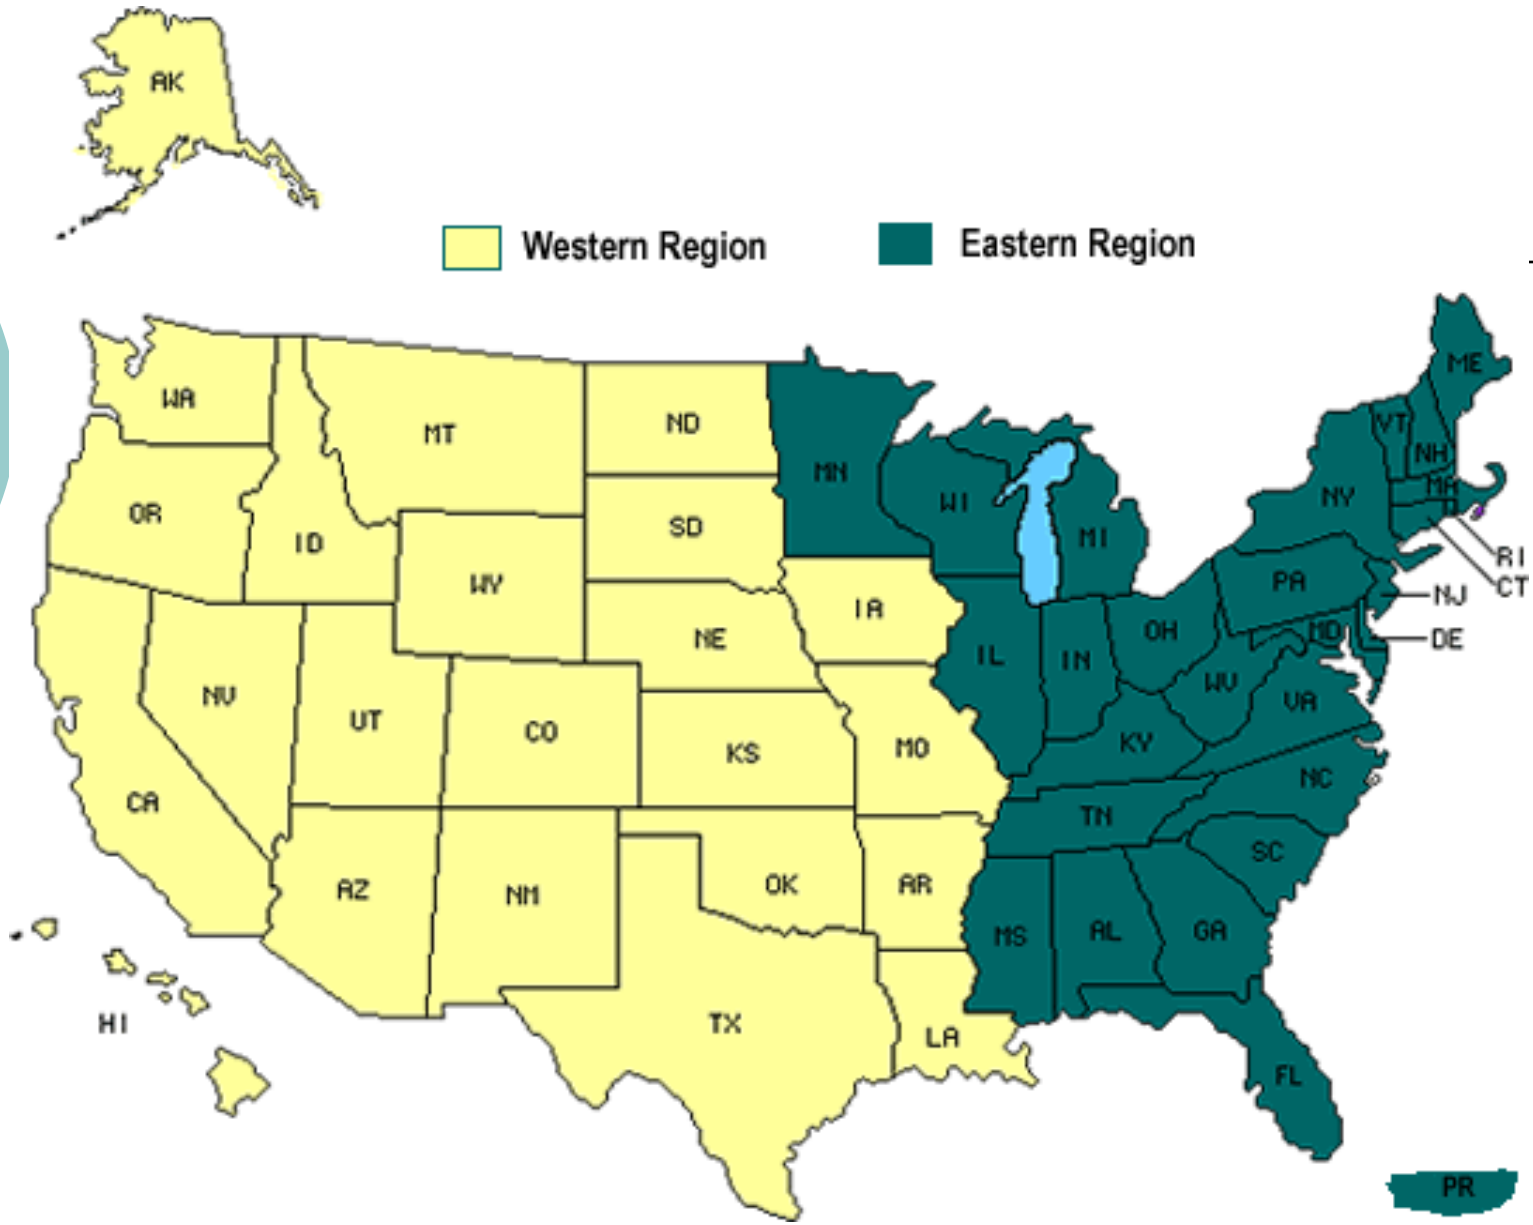 AK
Western Region
Eastern Region
ME
WA
MT
ND
VT
NH
MN
MA
NY
WI
OR
SD
MI
ID
RI
PA
WY
CT
NJ
IA
OH
MD
NE
DE
IL
IN
WV
NV
VA
UT
CO
KY
MO
KS
NC
CA
TN
SC
OK
AR
AZ
NM
AL
GA
MS
HI
TX
LA
FL
PR